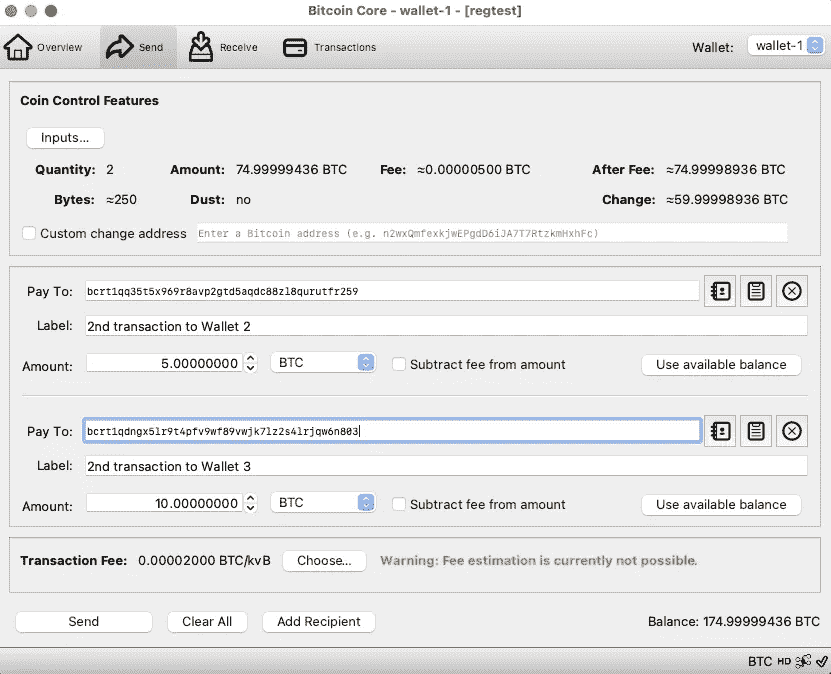 Bitcoin Core - wallet-1 - [regtest]
Overview Send Receive Transactions Wallet: wallet-1
Coin Control Features
Inputs...
Quantity: 2 Amount: 74.99999436 BTC Fee: ≈0.00000500 BTC After Fee: ≈74.99998936 BTC
Bytes: ≈250 Dust: no Change: ≈59.99998936 BTC
Custom change address Enter a Bitcoin address (e.g. n2wxQmfexkjwEPgdD6iJA7T7RtzkmHxhFc)
Pay To: bcrt1qq35t5x969r8avp2gtd5aqdc88zl8qurutfr259
Label: 2nd transaction to Wallet 2
Amount: 5.00000000 BTC Subtract fee from amount Use available balance
Pay To: bcrt1qdngx5lr9t4pfv9wf89vwjk7lz2s4lrjqw6n803
Label: 2nd transaction to Wallet 3
Amount: 10.00000000 BTC Subtract fee from amount Use available balance
Transaction Fee: 0.00002000 BTC/kvB Choose... Warning: Fee estimation is currently not possible.
Send Clear All Add Recipient Balance: 174.99999436 BTC
BTC HD